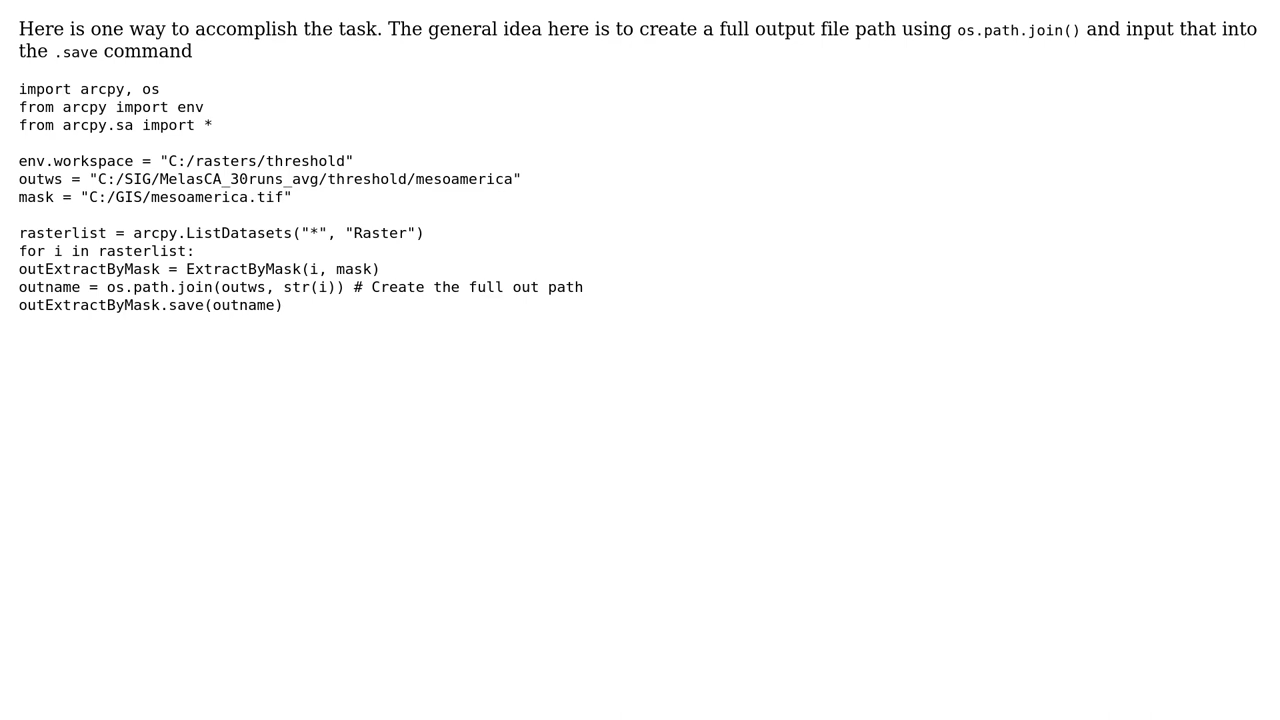 Here is one way to accomplish the task. The general idea here is to create a full output file path using os.path.join() and input that into
the .save command
import arcpy, os
from arcpy import env
from arcpy.sa import *
env.workspace = "C:/rasters/threshold"
outws = "C:/SIG/MelasCA_30runs_avg/threshold/mesoamerica"
mask = "C:/GIS/mesoamerica.tif"
rasterlist = arcpy.ListDatasets("*", "Raster")
for i in rasterlist:
outExtractByMask = ExtractByMask(i, mask)
outname = os.path.join(outws, str(i)) # Create the full out path
outExtractByMask.save(outname)